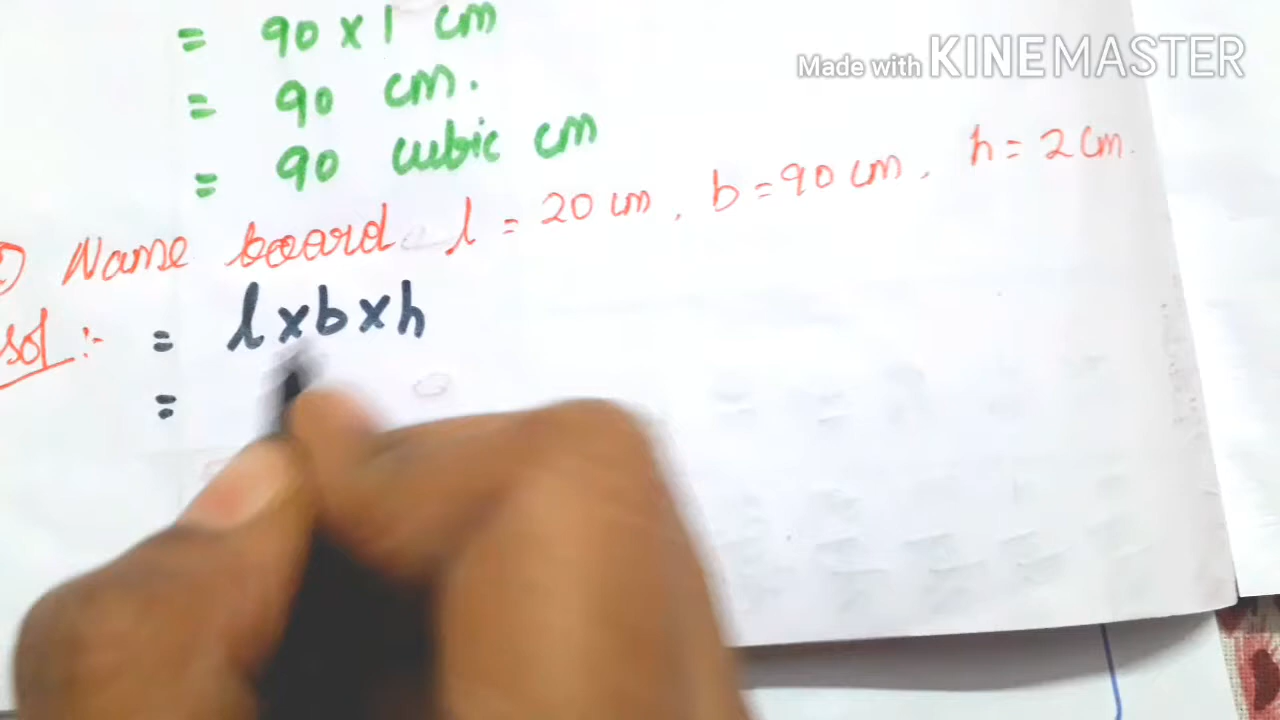 = 90 x 1 cm
Made with KINEMASTER
= 90 cm.
= 90 cubic cm
Name board l = 20 cm, b = 90 cm, h = 2 cm.
sol:- = l x b x h
=